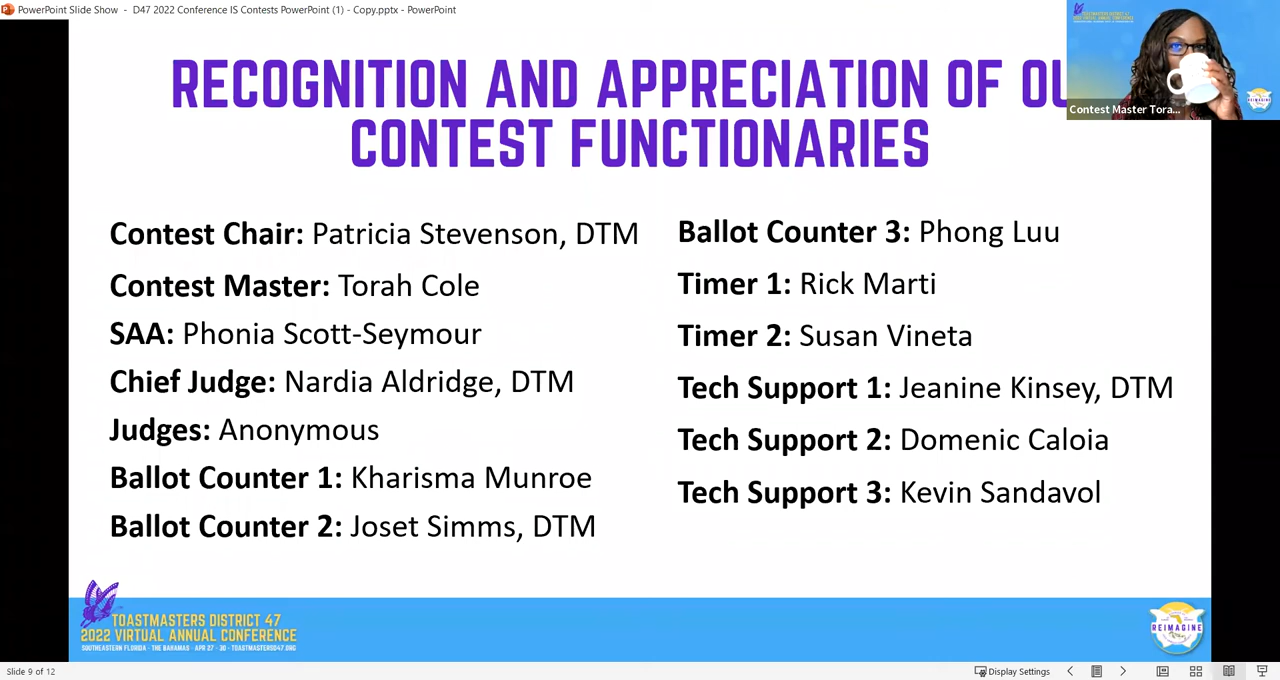 PowerPoint Slide Show - D47 2022 Conference IS Contests PowerPoint (1) - Copy.pptx - PowerPoint
RECOGNITION AND APPRECIATION OF OU
CONTEST FUNCTIONARIES
Contest Master Tora...
REIMAGINE
Contest Chair: Patricia Stevenson, DTM
Contest Master: Torah Cole
SAA: Phonia Scott-Seymour
Chief Judge: Nardia Aldridge, DTM
Judges: Anonymous
Ballot Counter 1: Kharisma Munroe
Ballot Counter 2: Joset Simms, DTM
Ballot Counter 3: Phong Luu
Timer 1: Rick Marti
Timer 2: Susan Vineta
Tech Support 1: Jeanine Kinsey, DTM
Tech Support 2: Domenic Caloia
Tech Support 3: Kevin Sandavol
TOASTMASTERS DISTRICT 47
2022 VIRTUAL ANNUAL CONFERENCE
SOUTHEASTERN FLORIDA - THE BAHAMAS - APR 27 - 30 - TOASTMASTERSD47.ORG
REIMAGINE
Slide 9 of 12
Display Settings